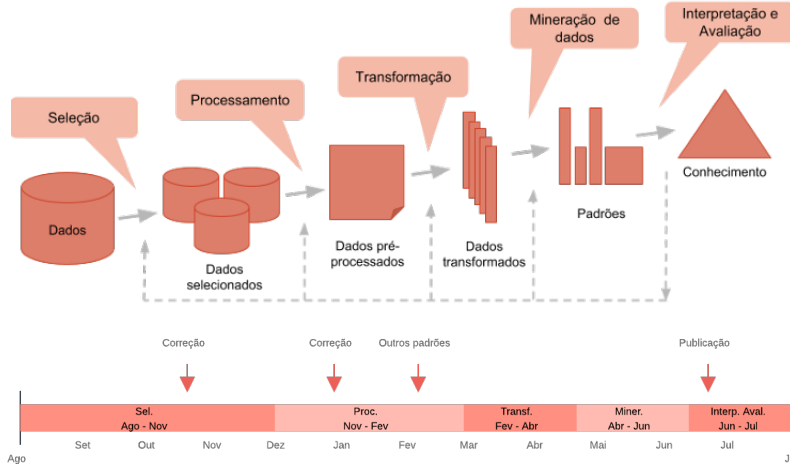 Mineração de
dados
Interpretação e
Avaliação
Transformação
Processamento
Seleção
Dados
Dados
selecionados
Dados pré-
processados
Dados
transformados
Padrões
Conhecimento
Correção
Correção
Outros padrões
Publicação
Sel.
Ago - Nov
Proc.
Nov - Fev
Transf.
Fev - Abr
Miner.
Abr - Jun
Interp. Aval.
Jun - Jul
Ago
Set
Out
Nov
Dez
Jan
Fev
Mar
Abr
Mai
Jun
Jul